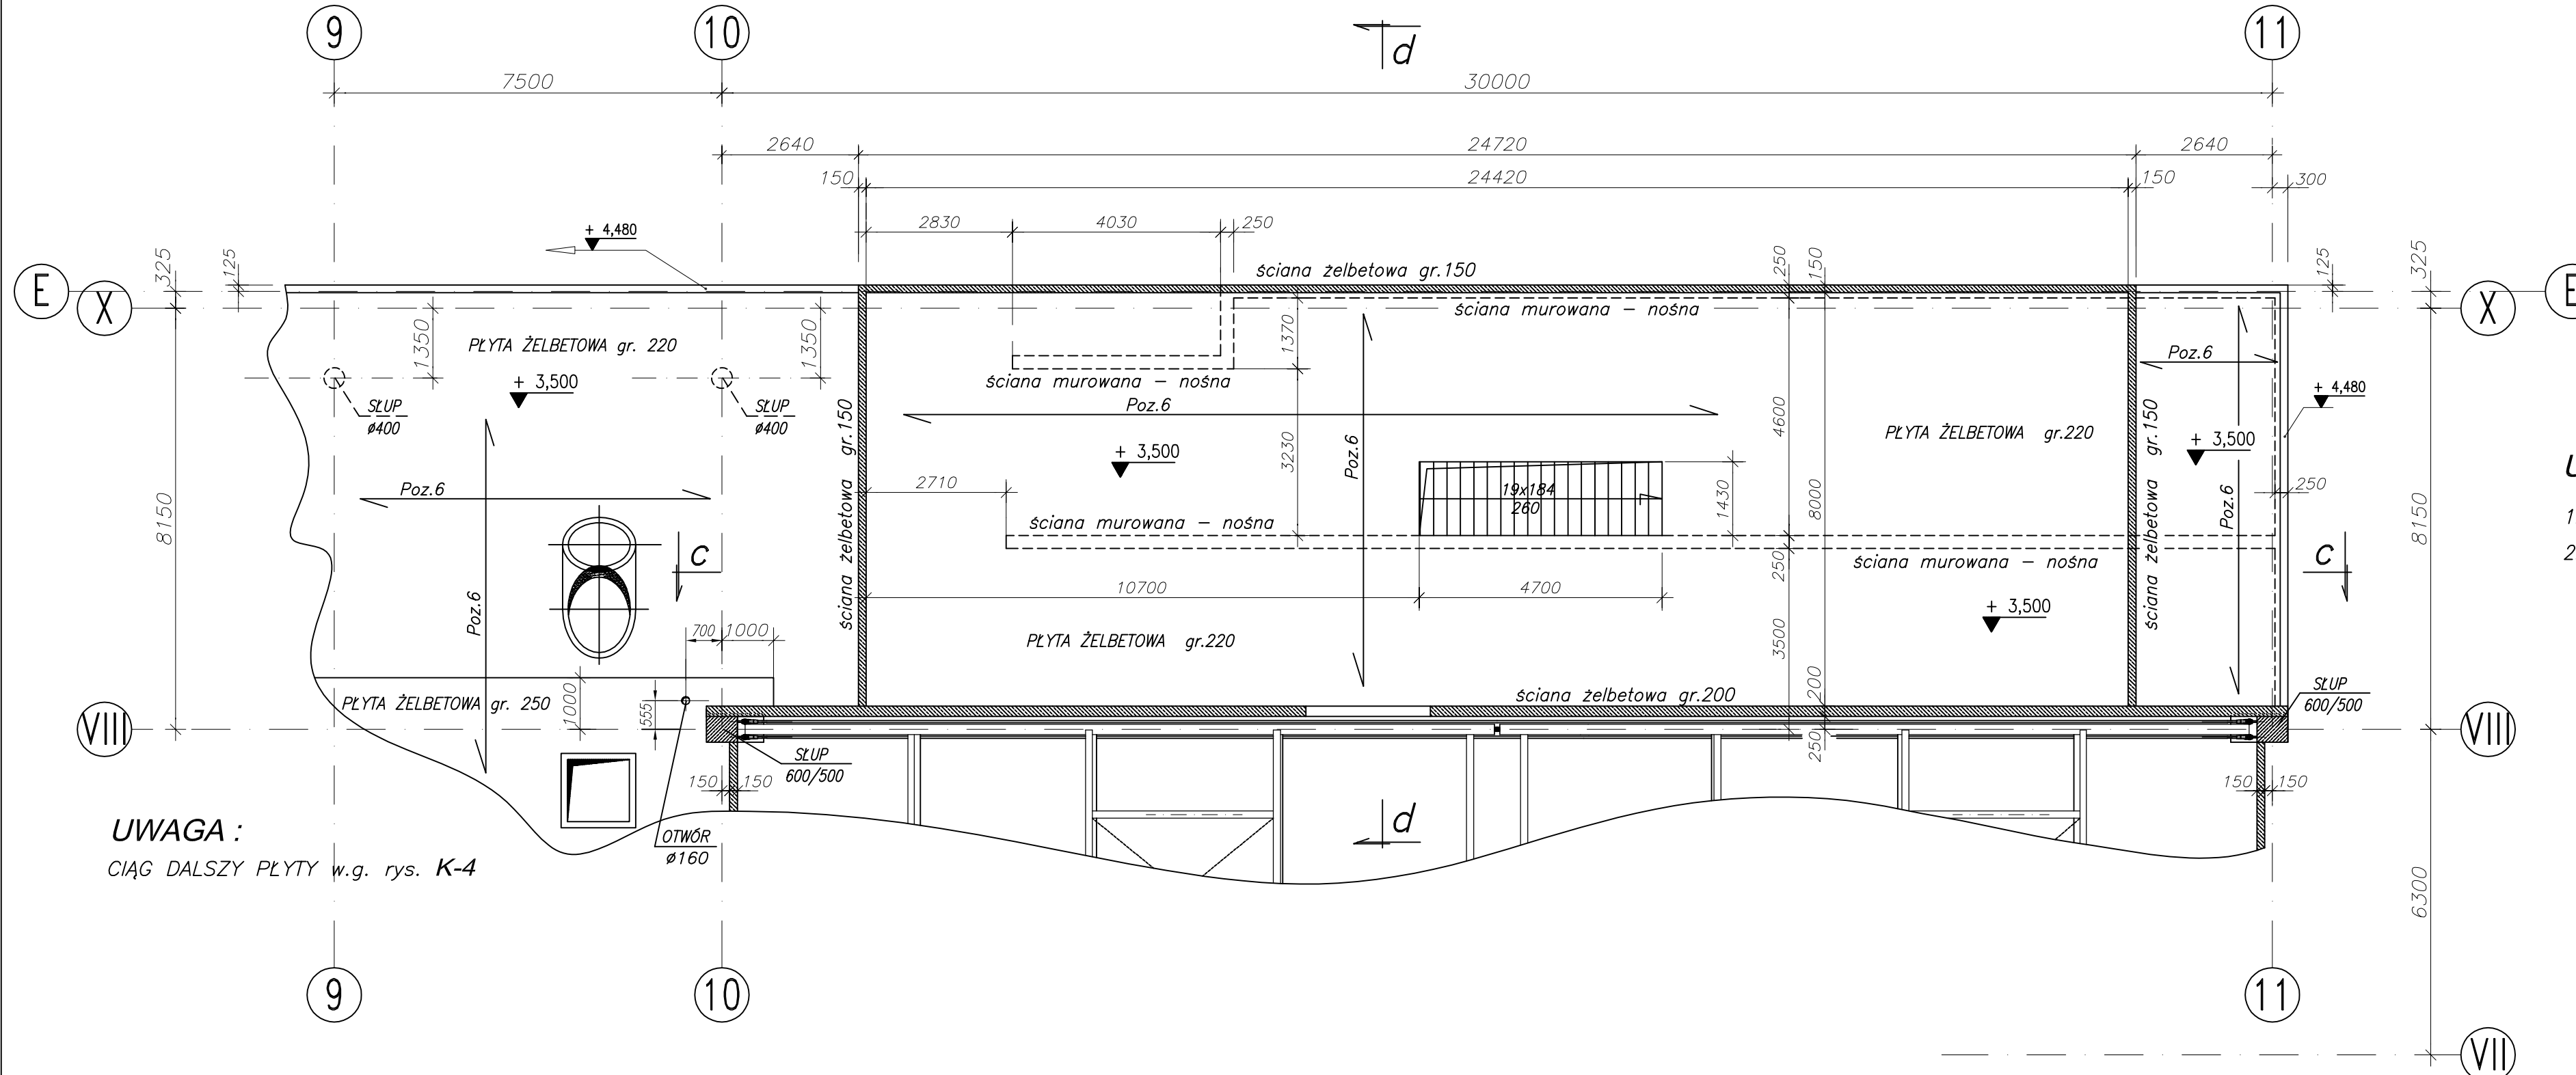 9
10
11
d
7500
30000
2640
24720
2640
150
24420
150
300
2830
4030
250
+ 4,480
325
125
250
150
125
325
ściana żelbetowa gr.150
E
X
X
ściana murowana – nośna
1350
1350
1370
PŁYTA ŻELBETOWA gr. 220
Poz.6
+ 3,500
ściana murowana – nośna
+ 4,480
SŁUP
ø400
SŁUP
ø400
Poz.6
4600
PŁYTA ŻELBETOWA gr.220
ściana żelbetowa gr.150
ściana żelbetowa gr.150
+ 3,500
3230
Poz.6
+ 3,500
2710
Poz.6
19x184
260
1430
8000
Poz.6
250
8150
8150
ściana murowana – nośna
c
250
ściana murowana – nośna
c
Poz.6
10700
4700
+ 3,500
700
1000
PŁYTA ŻELBETOWA gr.220
3500
PŁYTA ŻELBETOWA gr. 250
1000
555
ściana żelbetowa gr.200
200
SŁUP
600/500
VIII
VIII
250
SŁUP
600/500
150
150
150
150
UWAGA :
CIĄG DALSZY PŁYTY w.g. rys. K-4
OTWÓR
ø160
d
6300
9
10
11
VII
1
2